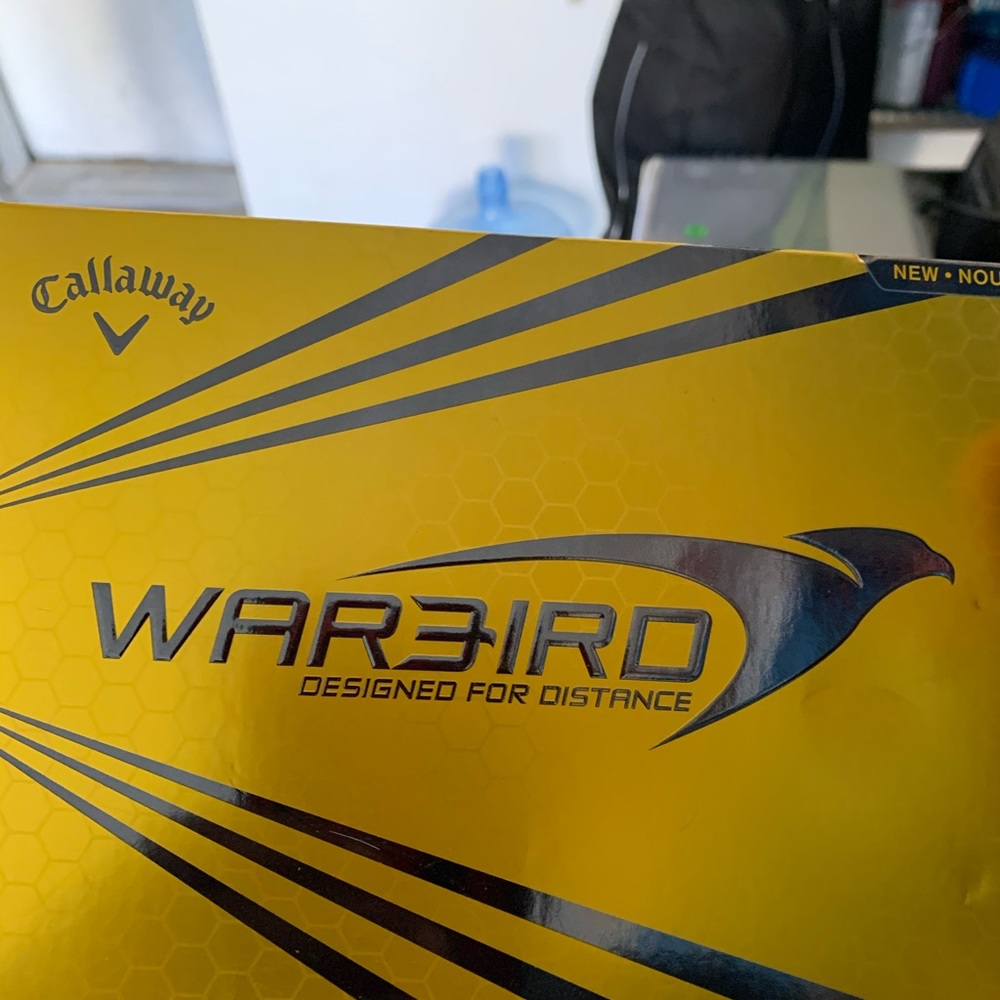 Callaway
NEW • NOU
WARBIRD
DESIGNED FOR DISTANCE